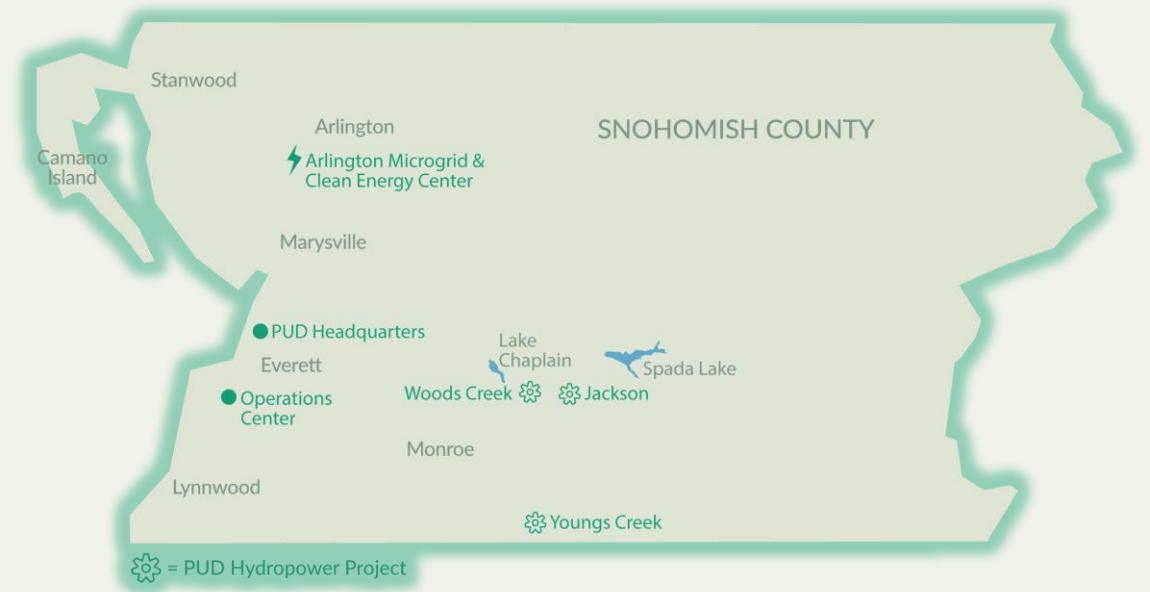 Stanwood
Arlington
SNOHOMISH COUNTY
Camano
Island
Arlington Microgrid &
Clean Energy Center
Marysville
PUD Headquarters
Everett
Lake
Chaplain
Spada Lake
Operations
Center
Woods Creek
Jackson
Monroe
Lynnwood
Youngs Creek
= PUD Hydropower Project